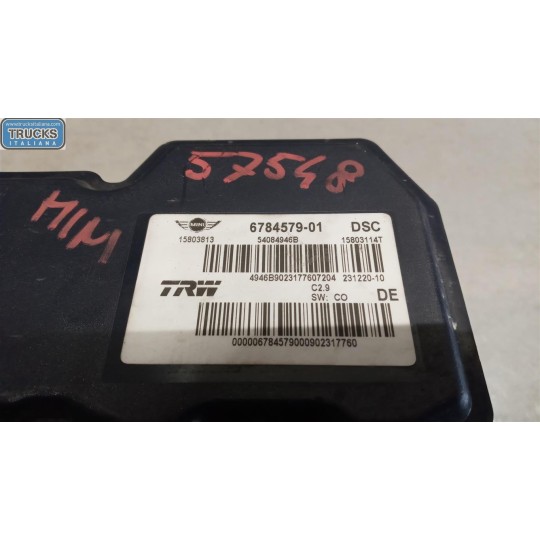 www.trucksitaliana.com
TRUCKS
ITALIANA
57548
MINI
MINI 6784579-01 DSC
15803813 54084946B 15803114T
4946B9023177607204 231220-10
TRW C2.9
SW: CO DE
00000678457900902317760